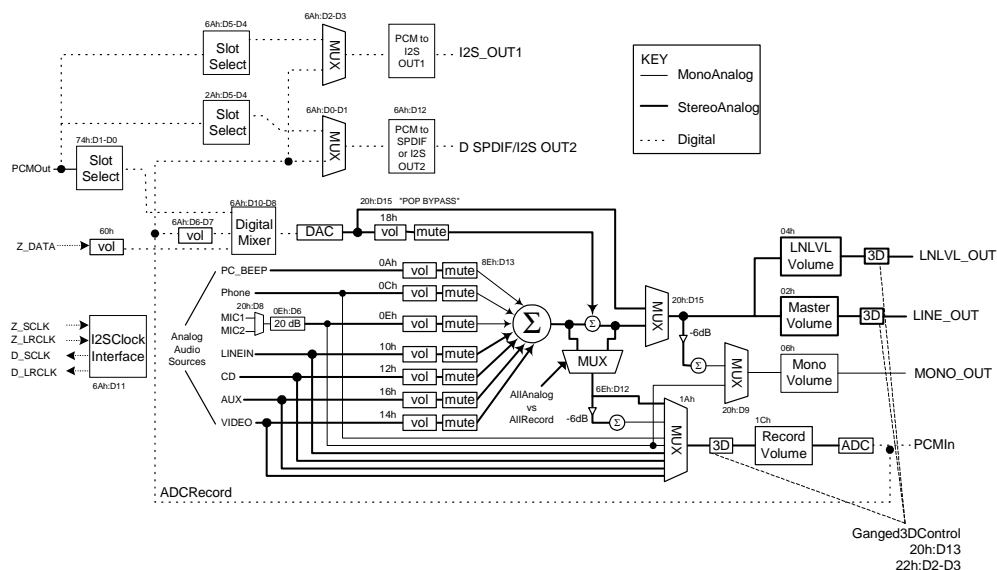 6Ah:D5-D4
Slot
Select
6Ah:D2-D3
MUX
PCM to
I2S
OUT1
I2S_OUT1
KEY
MonoAnalog
StereoAnalog
Digital
2Ah:D5-D4
Slot
Select
6Ah:D0-D1
MUX
6Ah:D12
PCM to
SPDIF
or I2S
OUT2
D SPDIF/I2S OUT2
74h:D1-D0
PCMOut
Slot
Select
6Ah:D10-D8
Digital
Mixer
6Ah:D6-D7
vol
60h
Z_DATA
vol
DAC
20h:D15 "POP BYPASS"
18h
vol
mute
PC_BEEP
0Ah
vol
mute
8Eh:D13
Phone
0Ch
vol
mute
20h:D8
MIC1
MIC2
0Eh:D6
20 dB
0Eh
vol
mute
LINEIN
10h
vol
mute
CD
12h
vol
mute
AUX
16h
vol
mute
VIDEO
14h
vol
mute
Analog
Audio
Sources
Z_SCLK
Z_LRCLK
D_SCLK
D_LRCLK
I2SClock
Interface
6Ah:D11
Σ
Σ
MUX
20h:D15
MUX
AllAnalog
vs
AllRecord
6Eh:D12
-6dB
Σ
-6dB
Σ
MUX
20h:D9
04h
LNLVL
Volume
3D
LNLVL_OUT
02h
Master
Volume
3D
LINE_OUT
06h
Mono
Volume
MONO_OUT
1Ah
MUX
3D
1Ch
Record
Volume
ADC
PCMIn
ADCRecord
Ganged3DControl
20h:D13
22h:D2-D3